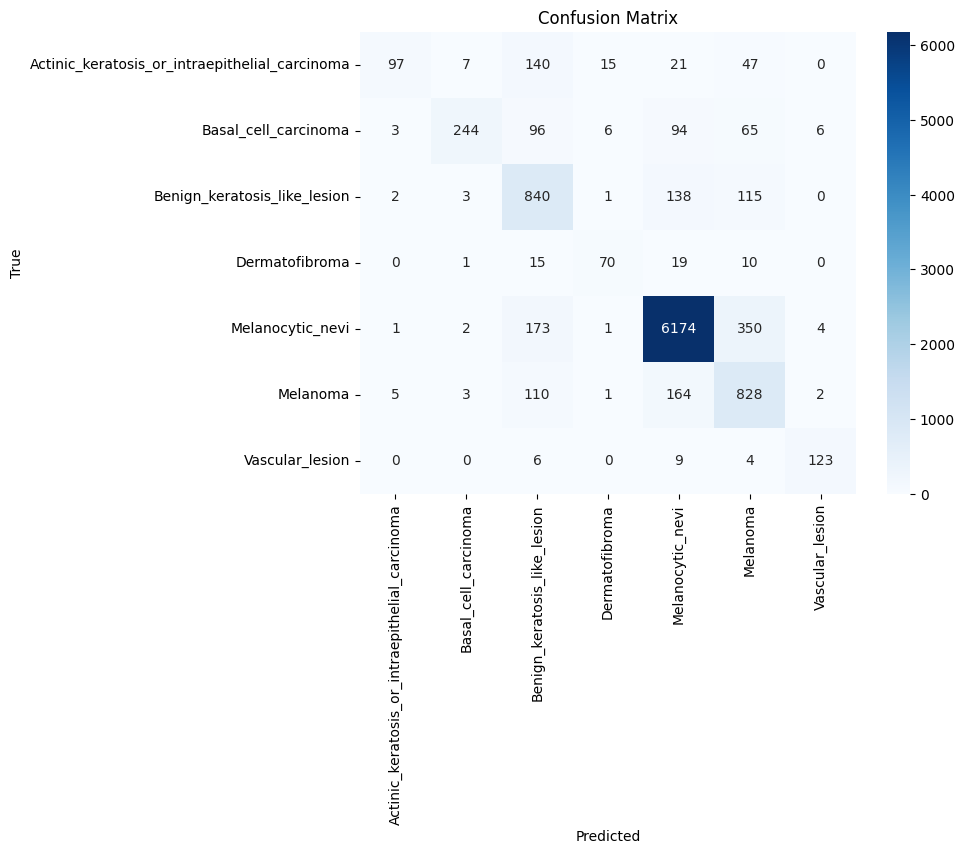 Confusion Matrix
True
Actinic_keratosis_or_intraepithelial_carcinoma 97 7 140 15 21 47 0
Basal_cell_carcinoma 3 244 96 6 94 65 6
Benign_keratosis_like_lesion 2 3 840 1 138 115 0
Dermatofibroma 0 1 15 70 19 10 0
Melanocytic_nevi 1 2 173 1 6174 350 4
Melanoma 5 3 110 1 164 828 2
Vascular_lesion 0 0 6 0 9 4 123
Actinic_keratosis_or_intraepithelial_carcinoma
Basal_cell_carcinoma
Benign_keratosis_like_lesion
Dermatofibroma
Melanocytic_nevi
Melanoma
Vascular_lesion
Predicted
6000
5000
4000
3000
2000
1000
0